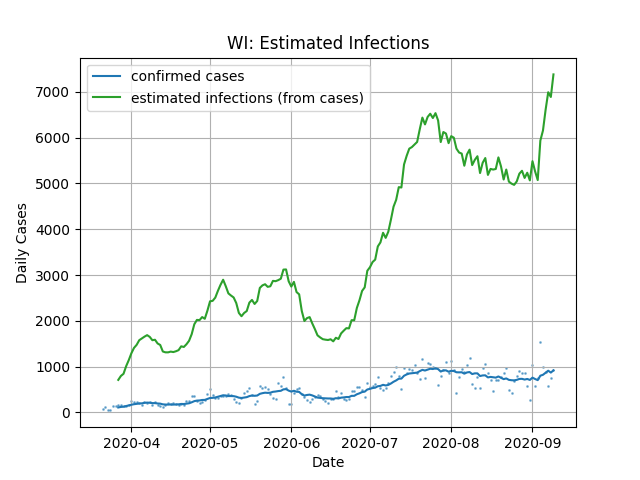 WI: Estimated Infections
confirmed cases
estimated infections (from cases)
Daily Cases
7000
6000
5000
4000
3000
2000
1000
0
2020-04 2020-05 2020-06 2020-07 2020-08 2020-09
Date